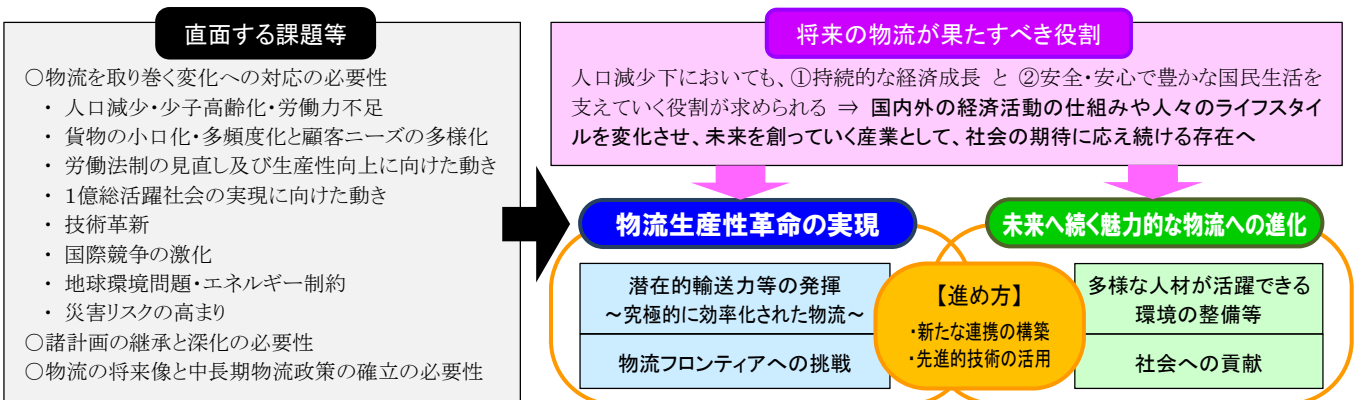 直面する課題等
○物流を取り巻く変化への対応の必要性
・ 人口減少・少子高齢化・労働力不足
・ 貨物の小口化・多頻度化と顧客ニーズの多様化
・ 労働法制の見直し及び生産性向上に向けた動き
・ 1億総活躍社会の実現に向けた動き
・ 技術革新
・ 国際競争の激化
・ 地球環境問題・エネルギー制約
・ 災害リスクの高まり
○諸計画の継承と深化の必要性
○物流の将来像と中長期物流政策の確立の必要性
将来の物流が果たすべき役割
人口減少下においても、①持続的な経済成長 と ②安全・安心で豊かな国民生活を
支えていく役割が求められる ⇒ 国内外の経済活動の仕組みや人々のライフスタイ
ルを変化させ、未来を創っていく産業として、社会の期待に応え続ける存在へ
物流生産性革命の実現
潜在的輸送力等の発揮
～究極的に効率化された物流～
物流フロンティアへの挑戦
【進め方】
・新たな連携の構築
・先進的技術の活用
未来へ続く魅力的な物流への進化
多様な人材が活躍できる
環境の整備等
社会への貢献